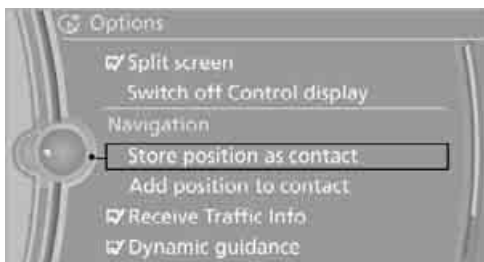 Options
Split screen
Switch off Control display
Navigation
Store position as contact
Add position to contact
Receive Traffic Info
Dynamic guidance